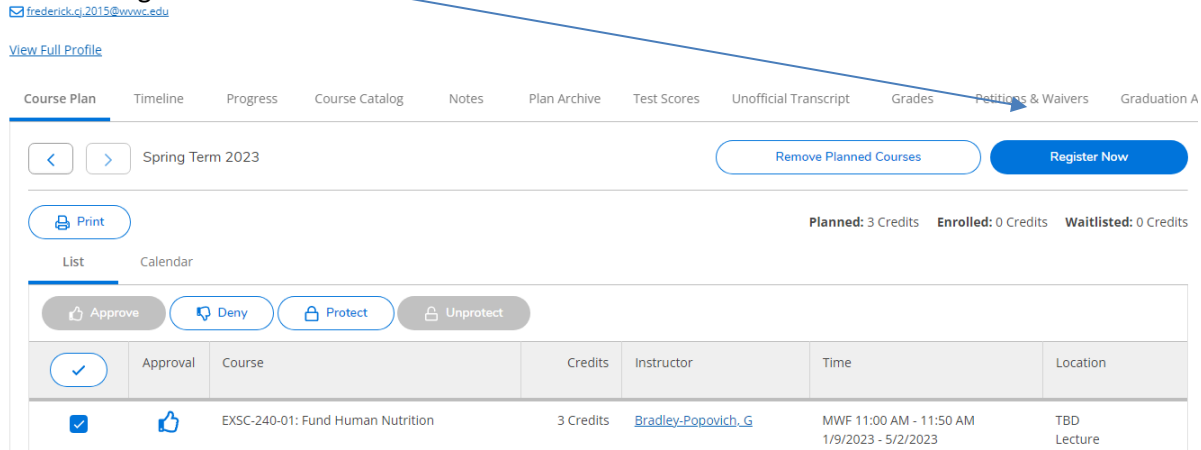 frederick.cj.2015@wvwc.edu
View Full Profile
Course Plan Timeline Progress Course Catalog Notes Plan Archive Test Scores Unofficial Transcript Grades Petitions & Waivers Graduation A
Spring Term 2023 Remove Planned Courses Register Now
Print Planned: 3 Credits Enrolled: 0 Credits Waitlisted: 0 Credits
List Calendar
Approve Deny Protect Unprotect
Approval Course Credits Instructor Time Location
EXSC-240-01: Fund Human Nutrition 3 Credits Bradley-Popovich, G MWF 11:00 AM - 11:50 AM TBD
1/9/2023 - 5/2/2023 Lecture